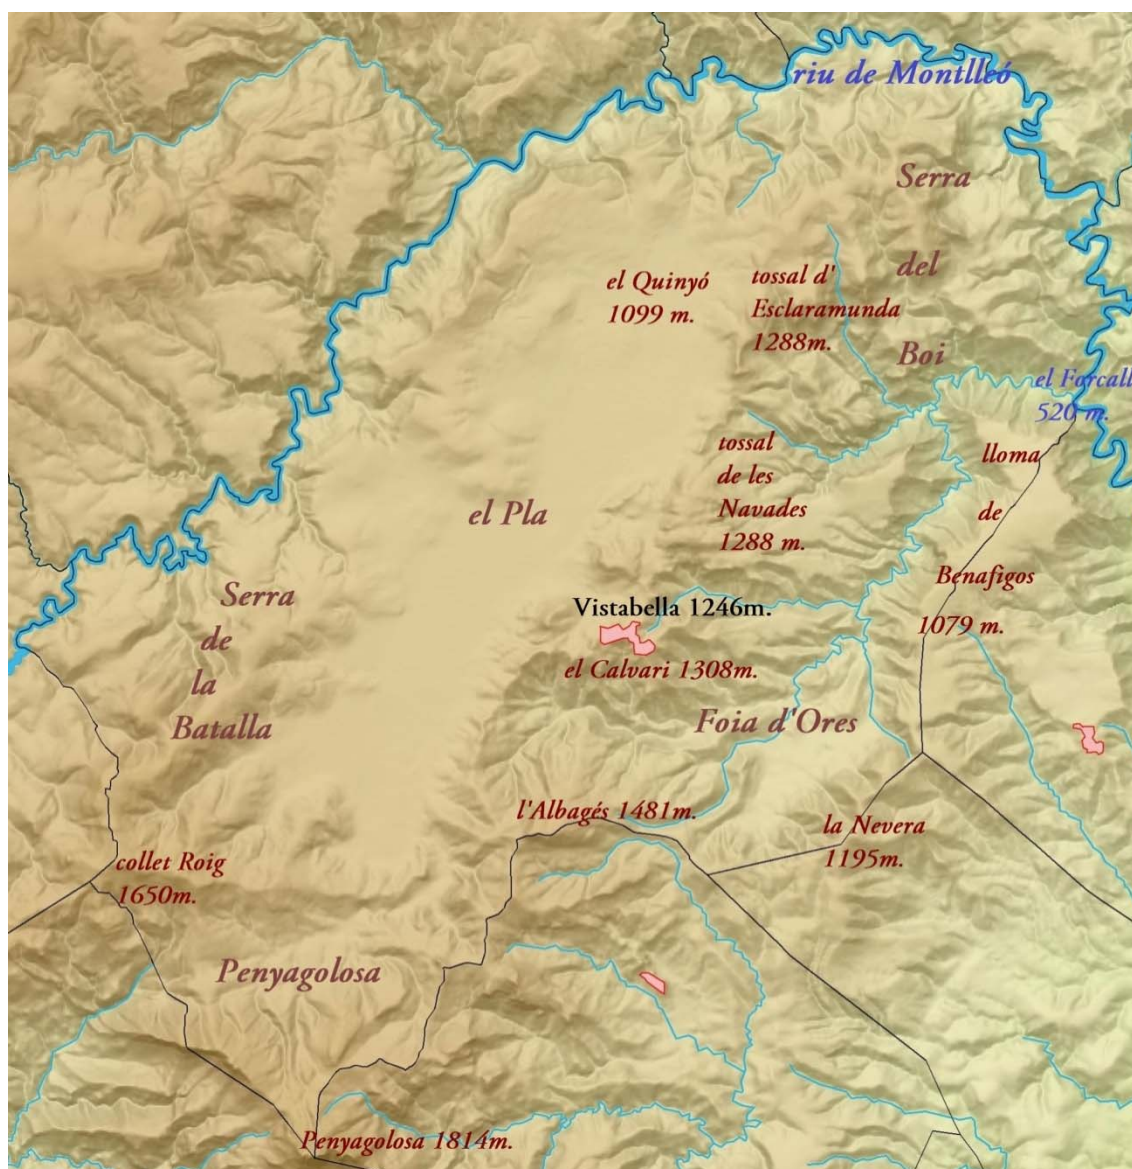 riu de Montlleó
Serra
del
Boi
el Quinyó
1099 m.
tossal d'
Esclaramunda
1288m.
el Forcall
520 m.
tossal
de les
Navades
1288 m.
lloma
de
Benafigos
1079 m.
el Pla
Serra
de
la
Batalla
Vistabella 1246m.
el Calvari 1308m.
Foia d'Ores
l'Albagés 1481m.
la Nevera
1195m.
collet Roig
1650m.
Penyagolosa
Penyagolosa 1814m.